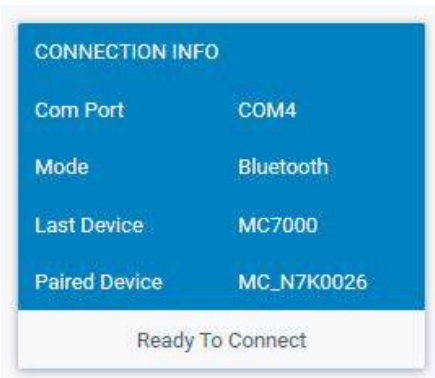 CONNECTION INFO
Com Port COM4
Mode Bluetooth
Last Device MC7000
Paired Device MC_N7K0026
Ready To Connect